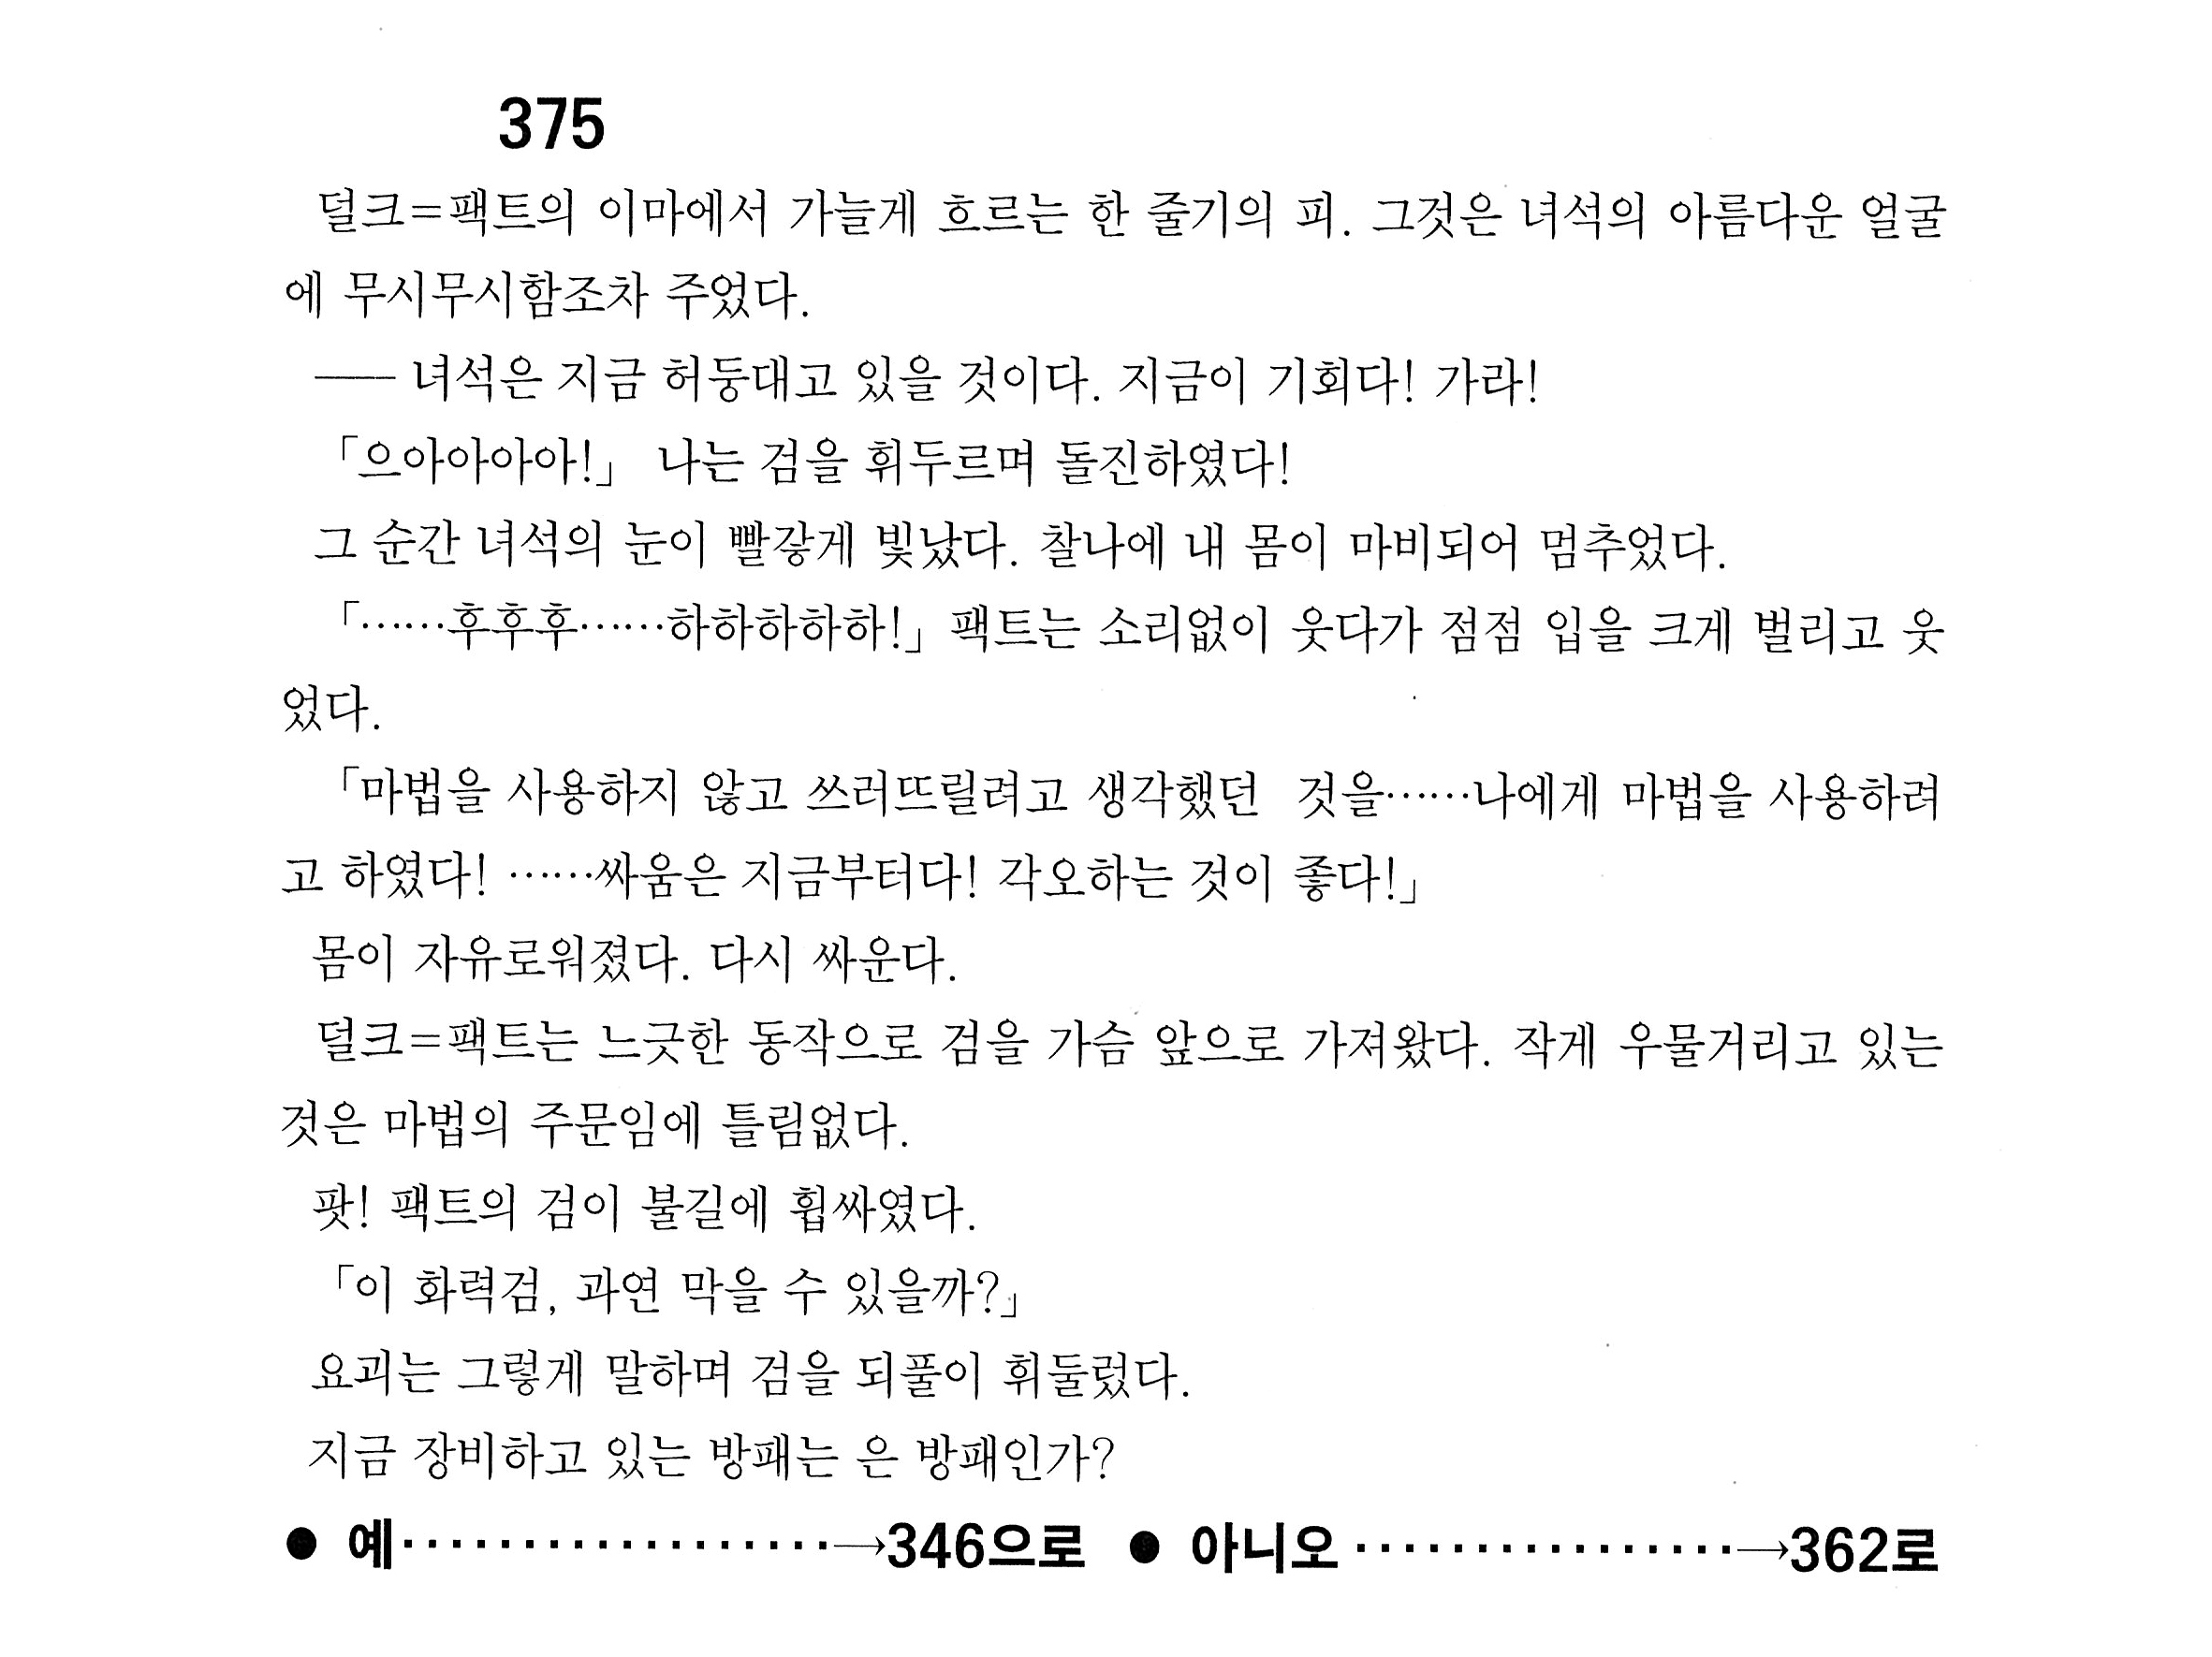 375
덜크=팩트의 이마에서 가늘게 흐르는 한 줄기의 피. 그것은 녀석의 아름다운 얼굴
에 무시무시함조차 주었다.
── 녀석은 지금 허둥대고 있을 것이다. 지금이 기회다! 가라!
「으아아아아!」 나는 검을 휘두르며 돌진하였다!
그 순간 녀석의 눈이 빨갛게 빛났다. 찰나에 내 몸이 마비되어 멈추었다.
「……후후후……하하하하하!」팩트는 소리없이 웃다가 점점 입을 크게 벌리고 웃
었다.
「마법을 사용하지 않고 쓰러뜨릴려고 생각했던 것을……나에게 마법을 사용하려
고 하였다! ……싸움은 지금부터다! 각오하는 것이 좋다!」
몸이 자유로워졌다. 다시 싸운다.
덜크=팩트는 느긋한 동작으로 검을 가슴 앞으로 가져왔다. 작게 우물거리고 있는
것은 마법의 주문임에 틀림없다.
팟! 팩트의 검이 불길에 휩싸였다.
「이 화력검, 과연 막을 수 있을까?」
요괴는 그렇게 말하며 검을 되풀이 휘둘렀다.
지금 장비하고 있는 방패는 은 방패인가?
● 예··················→346으로 ● 아니오················→362로